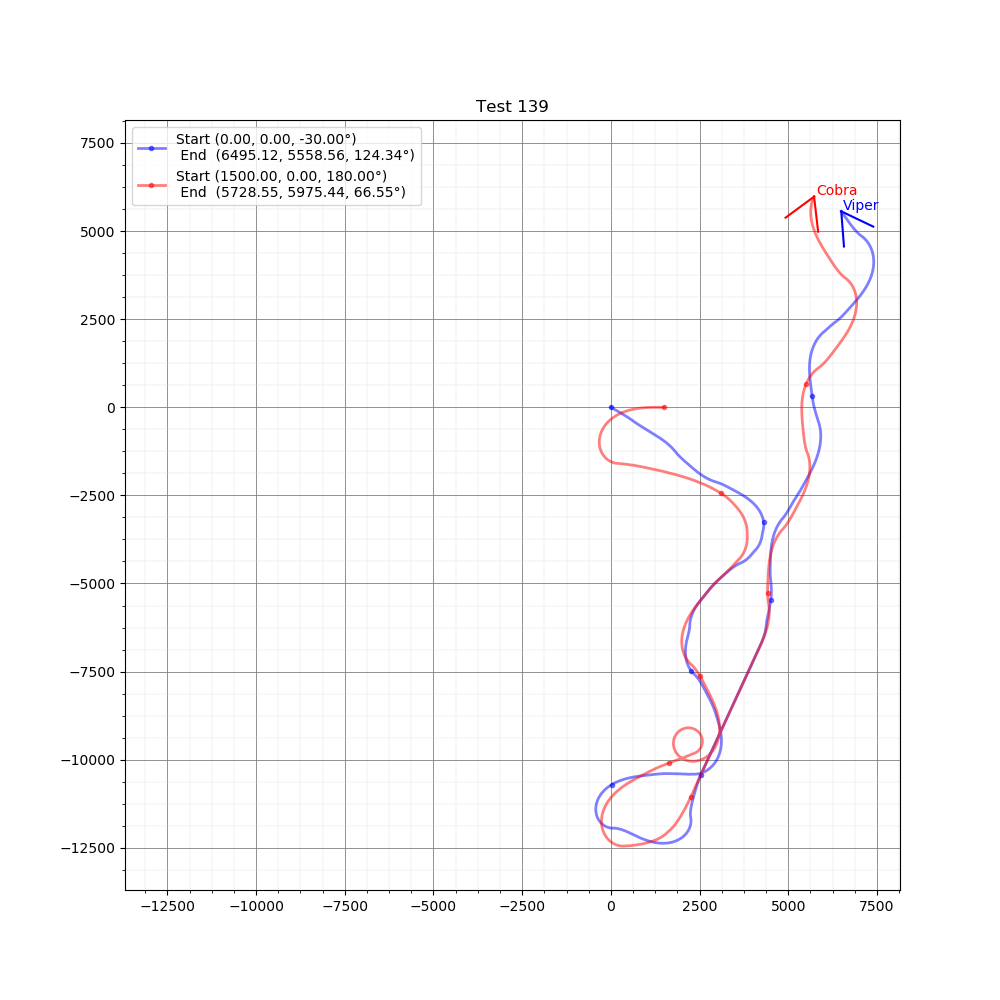 Test 139
Start (0.00, 0.00, -30.00°)
End (6495.12, 5558.56, 124.34°)
Start (1500.00, 0.00, 180.00°)
End (5728.55, 5975.44, 66.55°)
Cobra
Viper
7500
5000
2500
0
−2500
−5000
−7500
−10000
−12500
−12500 −10000 −7500 −5000 −2500 0 2500 5000 7500